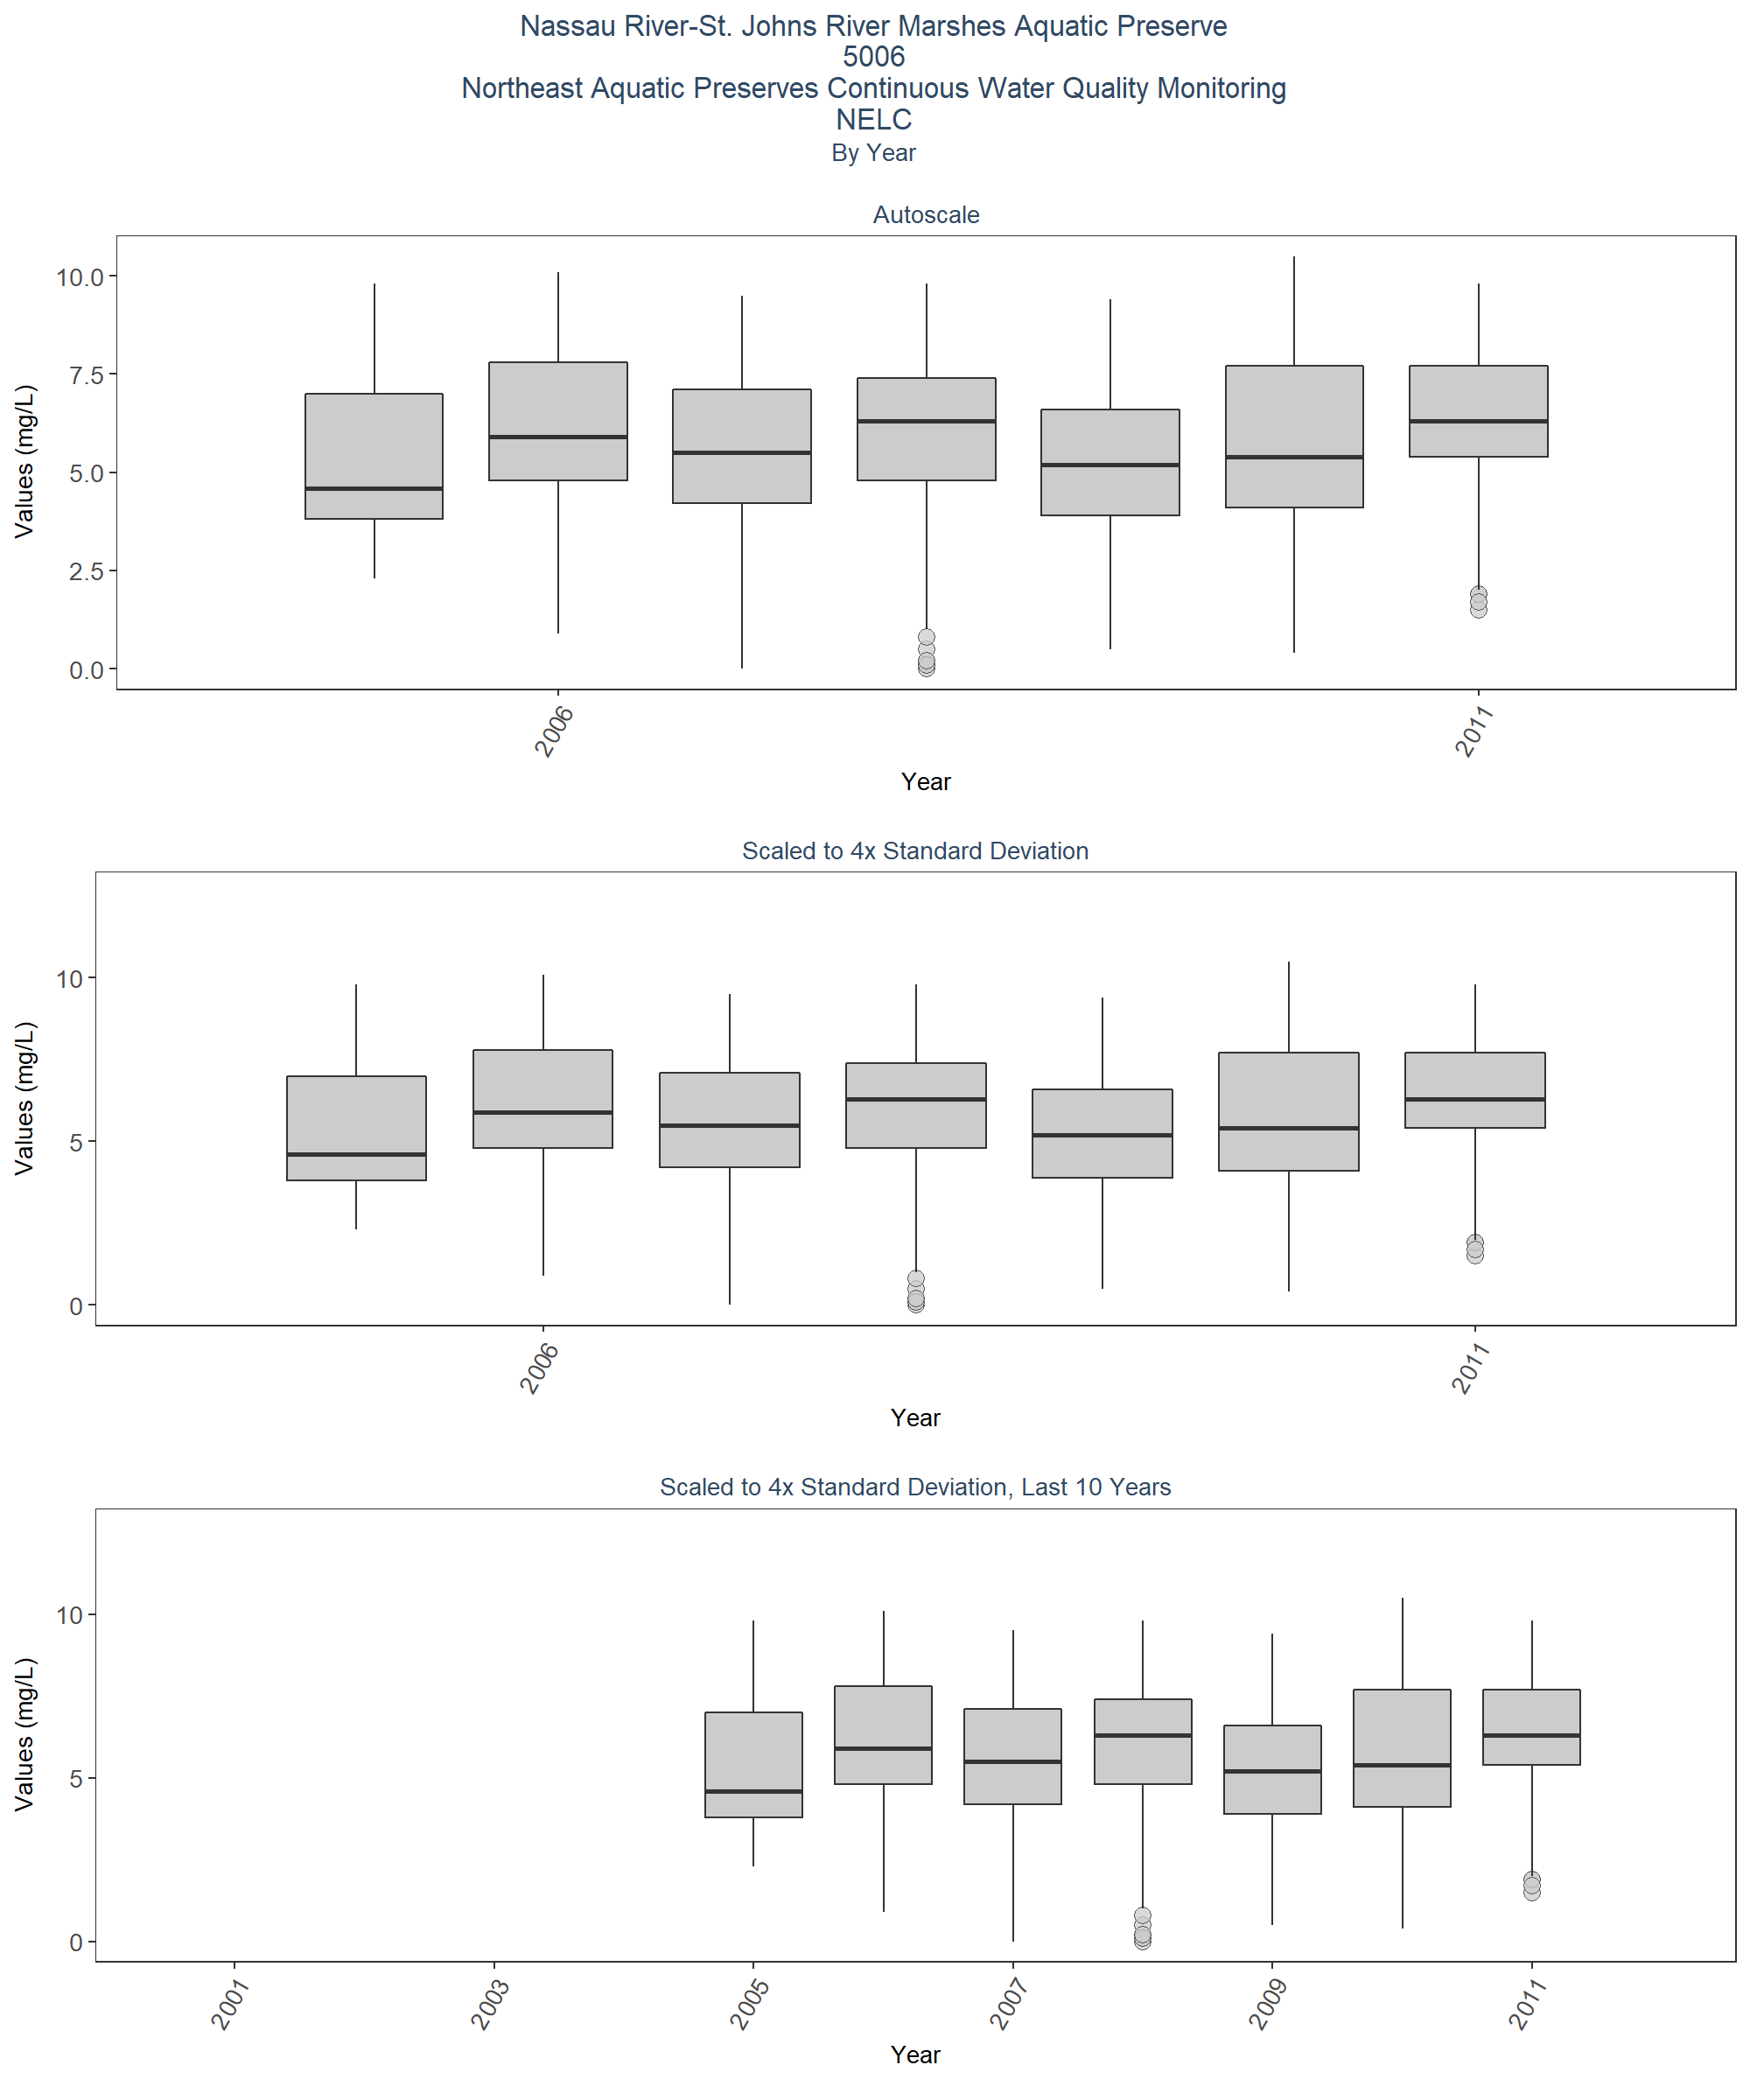 Nassau River-St. Johns River Marshes Aquatic Preserve
5006
Northeast Aquatic Preserves Continuous Water Quality Monitoring
NELC
By Year
Autoscale
Values (mg/L)
10.0
7.5
5.0
2.5
0.0
2006
2011
Year
Scaled to 4x Standard Deviation
Values (mg/L)
10
5
0
2006
2011
Year
Scaled to 4x Standard Deviation, Last 10 Years
Values (mg/L)
10
5
0
2001
2003
2005
2007
2009
2011
Year